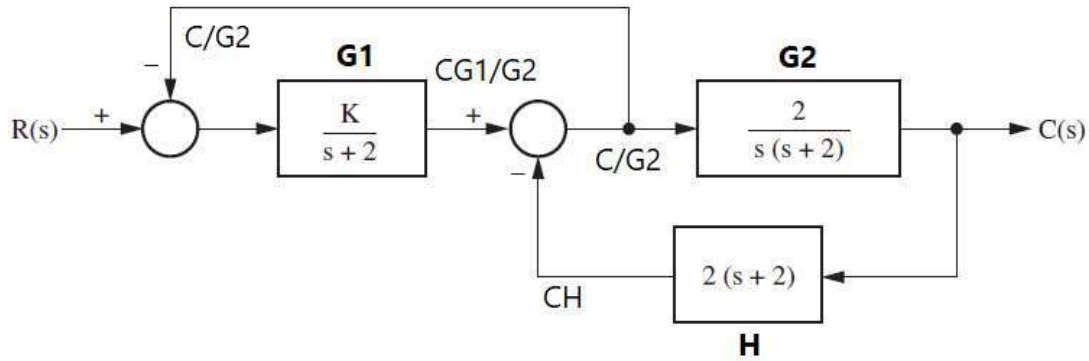 C/G2
G1
G2
CG1/G2
–
+
R(s)
K
s + 2
+
–
C/G2
2
s (s + 2)
C(s)
2 (s + 2)
CH
H